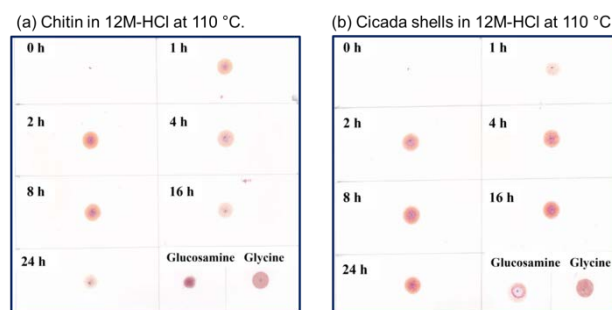 (a) Chitin in 12M-HCl at 110 °C.
0 h
1 h
2 h
4 h
8 h
16 h
24 h
Glucosamine
Glycine
(b) Cicada shells in 12M-HCl at 110 °C
0 h
1 h
2 h
4 h
8 h
16 h
24 h
Glucosamine
Glycine